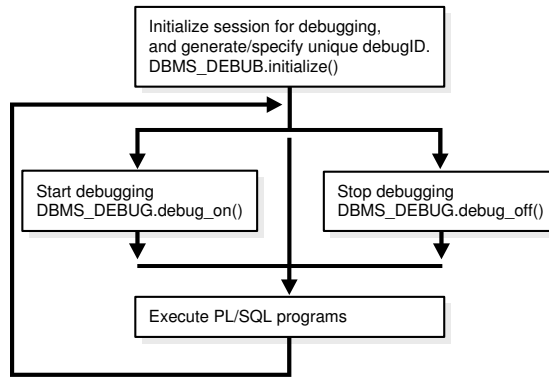 Initialize session for debugging,
and generate/specify unique debugID.
DBMS_DEBUB.initialize()
Start debugging
DBMS_DEBUG.debug_on()
Stop debugging
DBMS_DEBUG.debug_off()
Execute PL/SQL programs